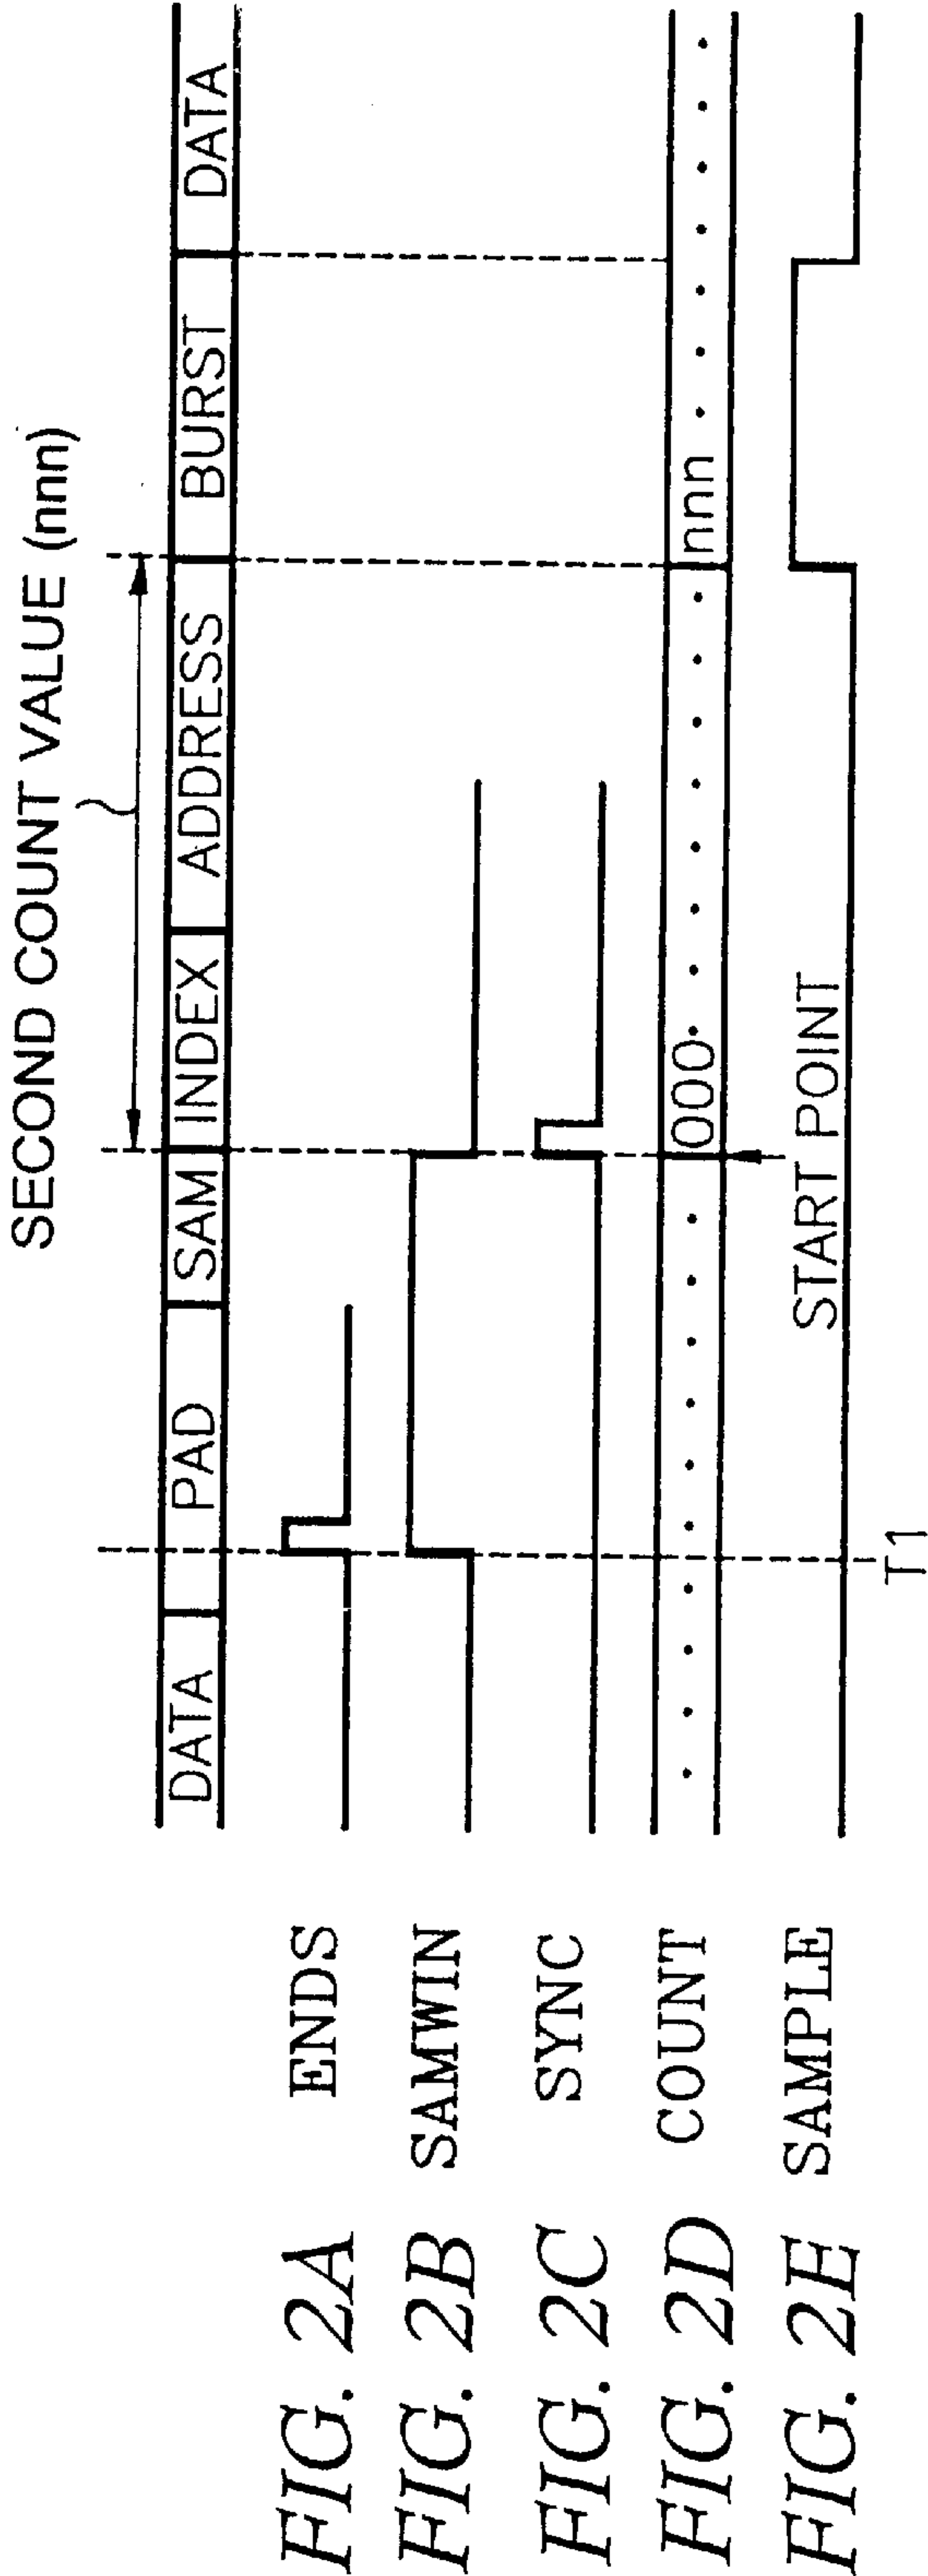 SECOND COUNT VALUE (nnn)
DATA PAD SAM INDEX ADDRESS BURST DATA
FIG. 2A ENDS
FIG. 2B SAMWIN
FIG. 2C SYNC
FIG. 2D COUNT . . . . . . . . . . 000. . . . . . . . nnn . . . . . . .
START POINT
FIG. 2E SAMPLE
T1